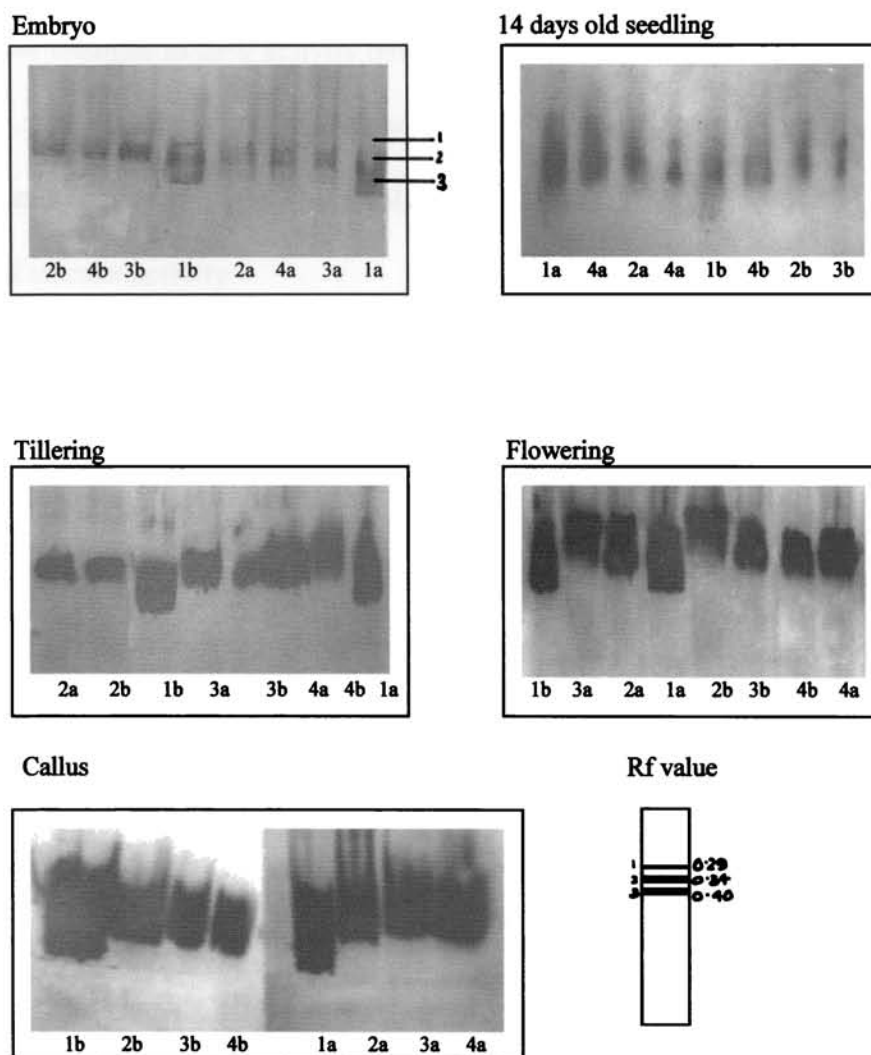 Embryo
1
2
3
2b 4b 3b 1b 2a 4a 3a 1a
14 days old seedling
1a 4a 2a 4a 1b 4b 2b 3b
Tillering
2a 2b 1b 3a 3b 4a 4b 1a
Flowering
1b 3a 2a 1a 2b 3b 4b 4a
Callus
1b 2b 3b 4b 1a 2a 3a 4a
Rf value
1 0.29
2 0.34
3 0.40